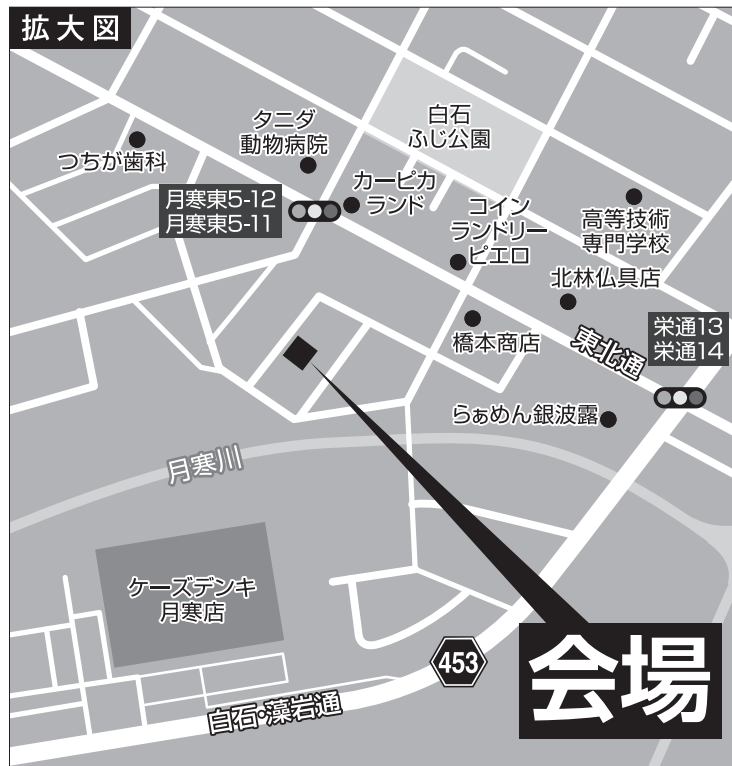 拡大図
白石
ふじ公園
タニダ
動物病院
つちが歯科
カーピカ
ランド
月寒東5-12
月寒東5-11
コイン
ランドリー
ピエロ
高等技術
専門学校
北林仏具店
橋本商店
東北通
栄通13
栄通14
らぁめん銀波露
月寒川
ケーズデンキ
月寒店
453
会場
白石・藻岩通